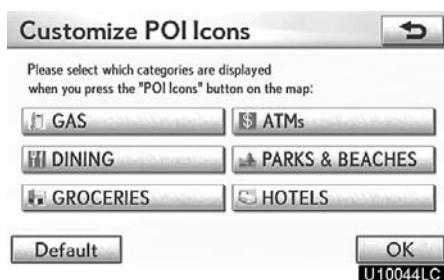 Customize POI Icons
Please select which categories are displayed
when you press the "POI Icons" button on the map:
GAS
ATMs
DINING
PARKS & BEACHES
GROCERIES
HOTELS
Default
OK
U10044LC